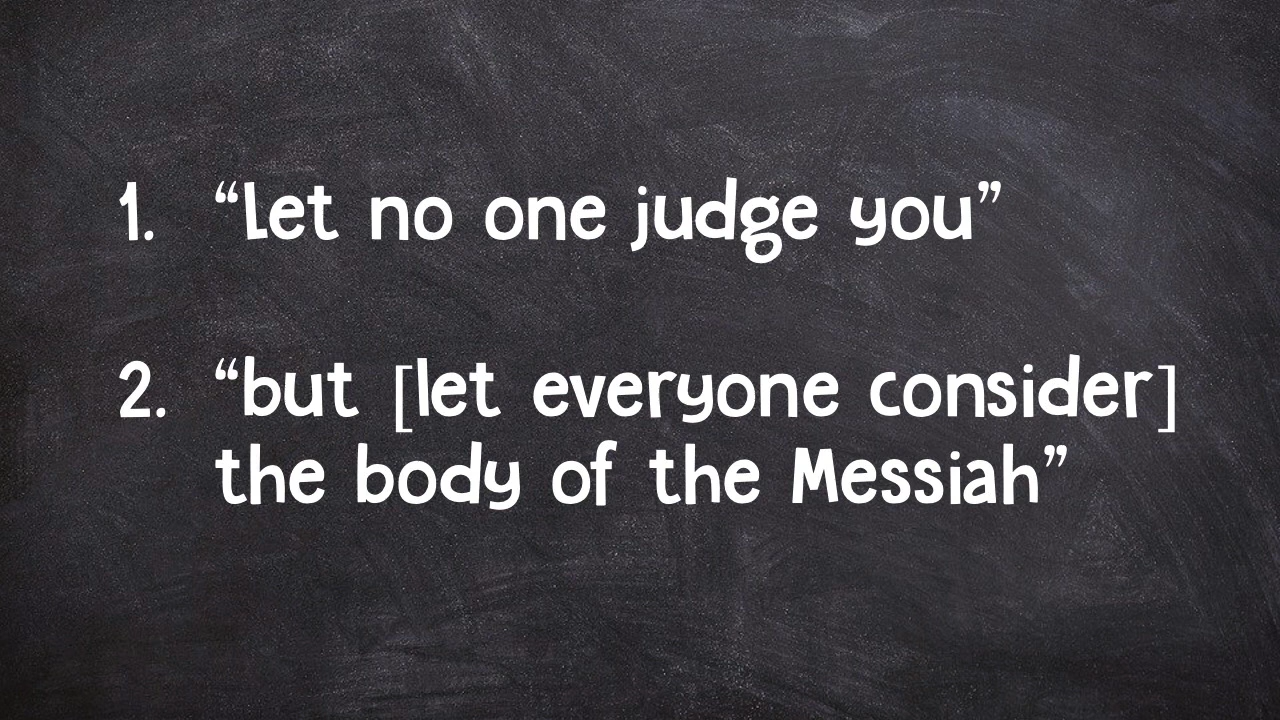 1. “Let no one judge you”
2. “but [let everyone consider]
the body of the Messiah”